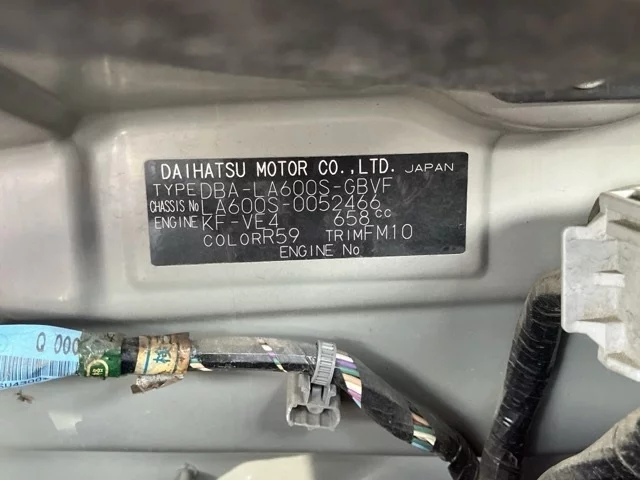 DAIHATSU MOTOR CO.,LTD. JAPAN
TYPE DBA-LA600S-GBVF
CHASSIS No LA600S-0052466
ENGINE KF-VE4 658cc
COLOR R59 TRIM FM10
ENGINE No
Q 000